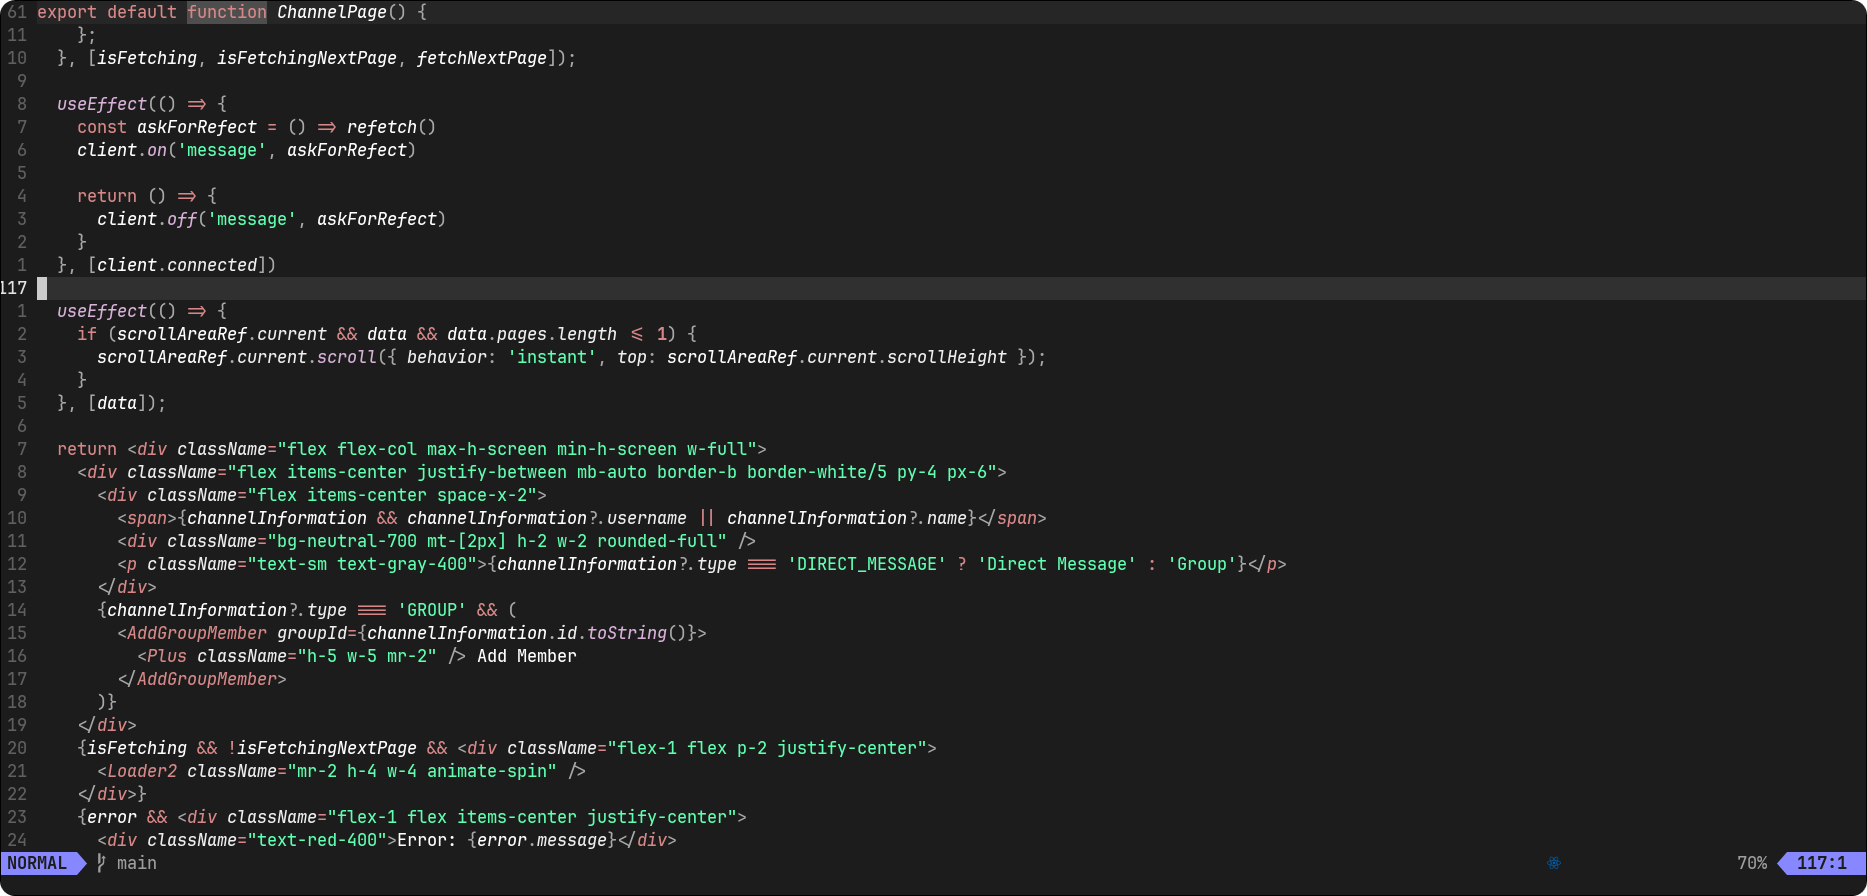 61 export default function ChannelPage() {
11     };
10   }, [isFetching, isFetchingNextPage, fetchNextPage]);
9
8   useEffect(() => {
7     const askForRefect = () => refetch()
6     client.on('message', askForRefect)
5
4     return () => {
3       client.off('message', askForRefect)
2     }
1   }, [client.connected])
117
1   useEffect(() => {
2     if (scrollAreaRef.current && data && data.pages.length <= 1) {
3       scrollAreaRef.current.scroll({ behavior: 'instant', top: scrollAreaRef.current.scrollHeight });
4     }
5   }, [data]);
6
7   return <div className="flex flex-col max-h-screen min-h-screen w-full">
8     <div className="flex items-center justify-between mb-auto border-b border-white/5 py-4 px-6">
9       <div className="flex items-center space-x-2">
10         <span>{channelInformation && channelInformation?.username || channelInformation?.name}</span>
11         <div className="bg-neutral-700 mt-[2px] h-2 w-2 rounded-full" />
12         <p className="text-sm text-gray-400">{channelInformation?.type === 'DIRECT_MESSAGE' ? 'Direct Message' : 'Group'}</p>
13       </div>
14       {channelInformation?.type === 'GROUP' && (
15         <AddGroupMember groupId={channelInformation.id.toString()}>
16           <Plus className="h-5 w-5 mr-2" /> Add Member
17         </AddGroupMember>
18       )}
19     </div>
20     {isFetching && !isFetchingNextPage && <div className="flex-1 flex p-2 justify-center">
21       <Loader2 className="mr-2 h-4 w-4 animate-spin" />
22     </div>}
23     {error && <div className="flex-1 flex items-center justify-center">
24       <div className="text-red-400">Error: {error.message}</div>
NORMAL main 70% 117:1